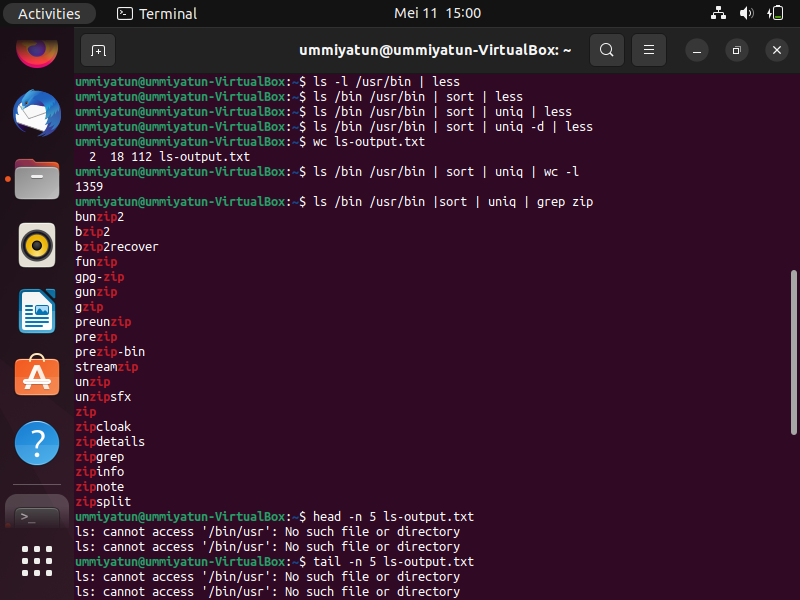 Activities
Terminal
Mei 11 15:00
ummiyatun@ummiyatun-VirtualBox: ~
ummiyatun@ummiyatun-VirtualBox:~$ ls -l /usr/bin | less
ummiyatun@ummiyatun-VirtualBox:~$ ls /bin /usr/bin | sort | less
ummiyatun@ummiyatun-VirtualBox:~$ ls /bin /usr/bin | sort | uniq | less
ummiyatun@ummiyatun-VirtualBox:~$ ls /bin /usr/bin | sort | uniq -d | less
ummiyatun@ummiyatun-VirtualBox:~$ wc ls-output.txt
  2  18 112 ls-output.txt
ummiyatun@ummiyatun-VirtualBox:~$ ls /bin /usr/bin | sort | uniq | wc -l
1359
ummiyatun@ummiyatun-VirtualBox:~$ ls /bin /usr/bin |sort | uniq | grep zip
bunzip2
bzip2
bzip2recover
funzip
gpg-zip
gunzip
gzip
preunzip
prezip
prezip-bin
streamzip
unzip
unzipsfx
zip
zipcloak
zipdetails
zipgrep
zipinfo
zipnote
zipsplit
ummiyatun@ummiyatun-VirtualBox:~$ head -n 5 ls-output.txt
ls: cannot access '/bin/usr': No such file or directory
ls: cannot access '/bin/usr': No such file or directory
ummiyatun@ummiyatun-VirtualBox:~$ tail -n 5 ls-output.txt
ls: cannot access '/bin/usr': No such file or directory
ls: cannot access '/bin/usr': No such file or directory